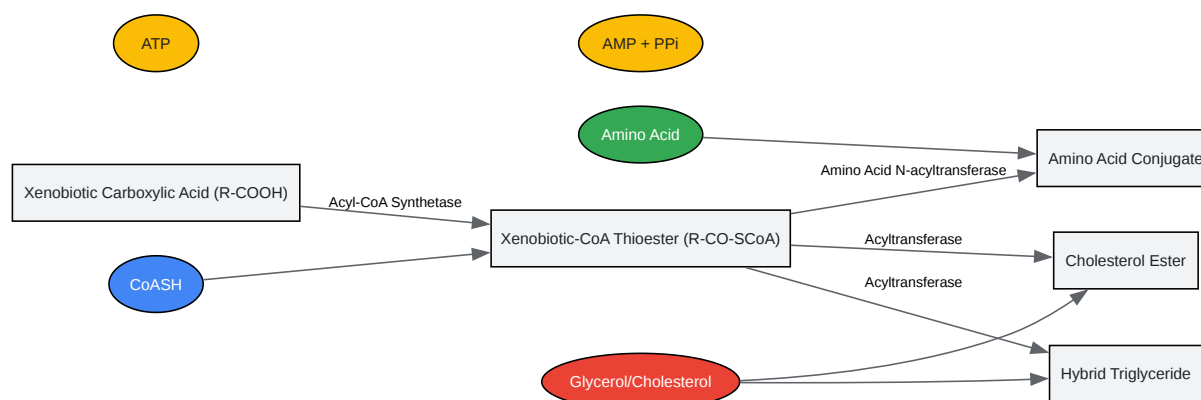 ATP
AMP + PPi
Amino Acid
Amino Acid Conjugate
Amino Acid N-acyltransferase
Xenobiotic Carboxylic Acid (R-COOH)
Acyl-CoA Synthetase
Xenobiotic-CoA Thioester (R-CO-SCoA)
Acyltransferase
Cholesterol Ester
CoASH
Acyltransferase
Glycerol/Cholesterol
Hybrid Triglyceride